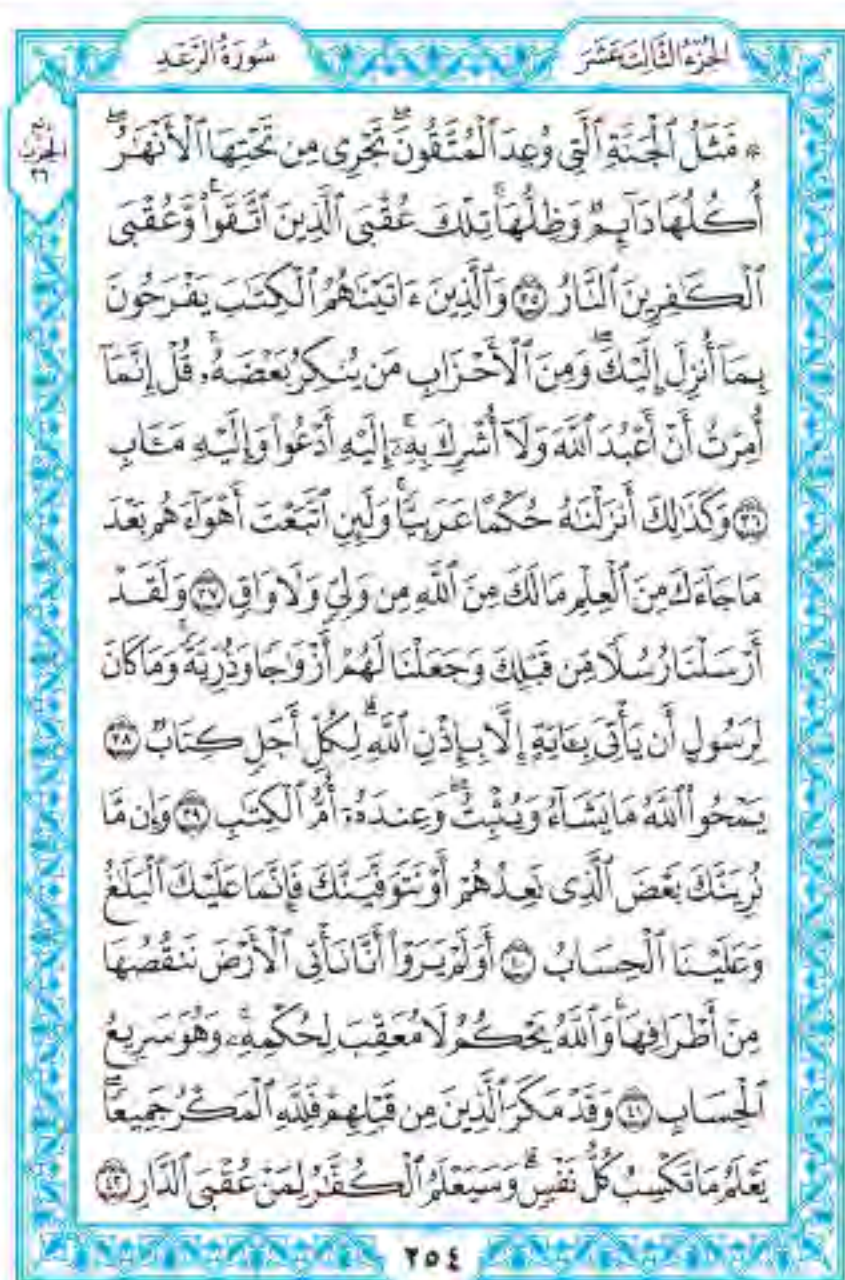 الجزء الثالث عشر
سورة الرعد
ربع
الحزب
٢٦
۞ مَّثَلُ ٱلْجَنَّةِ ٱلَّتِي وُعِدَ ٱلْمُتَّقُونَۖ تَجْرِي مِن تَحْتِهَا ٱلْأَنْهَٰرُۖ
أُكُلُهَا دَآئِمٞ وَظِلُّهَاۚ تِلْكَ عُقْبَى ٱلَّذِينَ ٱتَّقَواْۚ وَّعُقْبَى
ٱلْكَٰفِرِينَ ٱلنَّارُ ٣٥ وَٱلَّذِينَ ءَاتَيْنَٰهُمُ ٱلْكِتَٰبَ يَفْرَحُونَ
بِمَآ أُنزِلَ إِلَيْكَۖ وَمِنَ ٱلْأَحْزَابِ مَن يُنكِرُ بَعْضَهُۥۚ قُلْ إِنَّمَآ
أُمِرْتُ أَنْ أَعْبُدَ ٱللَّهَ وَلَآ أُشْرِكَ بِهِۦٓۚ إِلَيْهِ أَدْعُواْ وَإِلَيْهِ مَـَٔابِ
٣٦ وَكَذَٰلِكَ أَنزَلْنَٰهُ حُكْمًا عَرَبِيّٗاۚ وَلَئِنِ ٱتَّبَعْتَ أَهْوَآءَهُم بَعْدَ
مَا جَآءَكَ مِنَ ٱلْعِلْمِ مَالَكَ مِنَ ٱللَّهِ مِن وَلِيّٖ وَلَا وَاقٖ ٣٧ وَلَقَدْ
أَرْسَلْنَا رُسُلٗا مِّن قَبْلِكَ وَجَعَلْنَا لَهُمْ أَزْوَٰجٗا وَذُرِّيَّةٗۚ وَمَا كَانَ
لِرَسُولٍ أَن يَأْتِيَ بِـَٔايَةٍ إِلَّا بِإِذْنِ ٱللَّهِۗ لِكُلِّ أَجَلٖ كِتَابٞ ٣٨
يَمْحُواْ ٱللَّهُ مَا يَشَآءُ وَيُثْبِتُۖ وَعِندَهُۥٓ أُمُّ ٱلْكِتَٰبِ ٣٩ وَإِن مَّا
نُرِيَنَّكَ بَعْضَ ٱلَّذِي نَعِدُهُمْ أَوْ نَتَوَفَّيَنَّكَ فَإِنَّمَا عَلَيْكَ ٱلْبَلَٰغُ
وَعَلَيْنَا ٱلْحِسَابُ ٤٠ أَوَلَمْ يَرَوْاْ أَنَّا نَأْتِي ٱلْأَرْضَ نَنقُصُهَا
مِنْ أَطْرَافِهَاۚ وَٱللَّهُ يَحْكُمُ لَا مُعَقِّبَ لِحُكْمِهِۦۚ وَهُوَ سَرِيعُ
ٱلْحِسَابِ ٤١ وَقَدْ مَكَرَ ٱلَّذِينَ مِن قَبْلِهِمْ فَلِلَّهِ ٱلْمَكْرُ جَمِيعٗاۖ
يَعْلَمُ مَا تَكْسِبُ كُلُّ نَفْسٖۗ وَسَيَعْلَمُ ٱلْكُفَّٰرُ لِمَنْ عُقْبَى ٱلدَّارِ ٤٢
٢٥٤